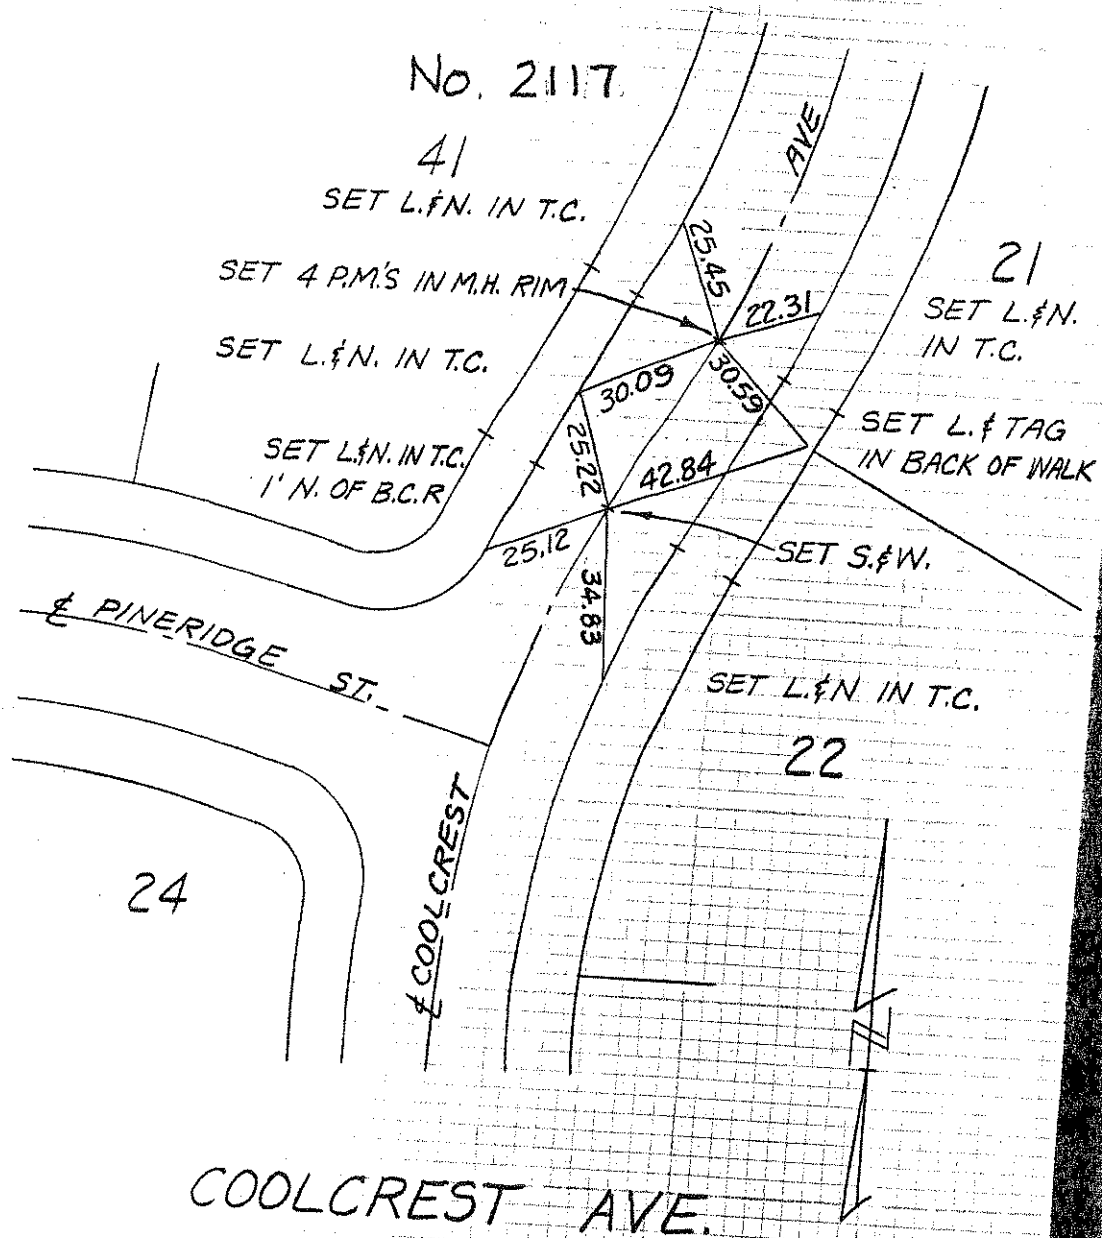 No. 2117
41
SET L.&N. IN T.C.
AVE
SET 4 P.M.'S IN M.H. RIM
25.45
22.31
21
SET L.&N.
IN T.C.
SET L.&N. IN T.C.
30.09
30.59
SET L.& TAG
IN BACK OF WALK
SET L.&N. IN T.C.
1' N. OF B.C.R.
25.22
42.84
25.12
SET S.&W.
34.83
℄ PINERIDGE ST.
SET L.&N IN T.C.
22
℄ COOLCREST
24
N
COOLCREST AVE.